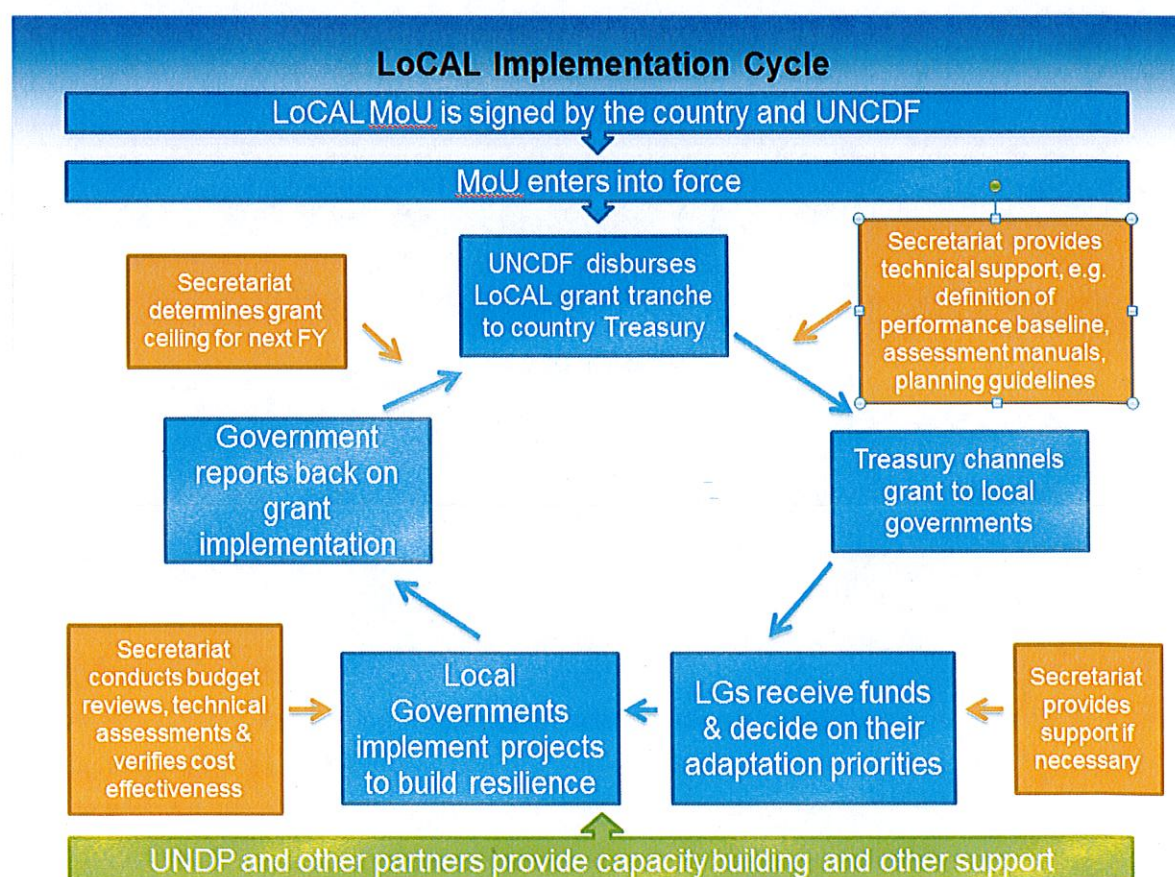 LoCAL Implementation Cycle
LoCAL MoU is signed by the country and UNCDF
MoU enters into force
UNCDF disburses
LoCAL grant tranche
to country Treasury
Secretariat provides
technical support, e.g.
definition of
performance baseline,
assessment manuals,
planning guidelines
Secretariat
determines grant
ceiling for next FY
Government
reports back on
grant
implementation
Treasury channels
grant to local
governments
Secretariat
conducts budget
reviews, technical
assessments &
verifies cost
effectiveness
Local
Governments
implement projects
to build resilience
LGs receive funds
& decide on their
adaptation priorities
Secretariat
provides
support if
necessary
UNDP and other partners provide capacity building and other support